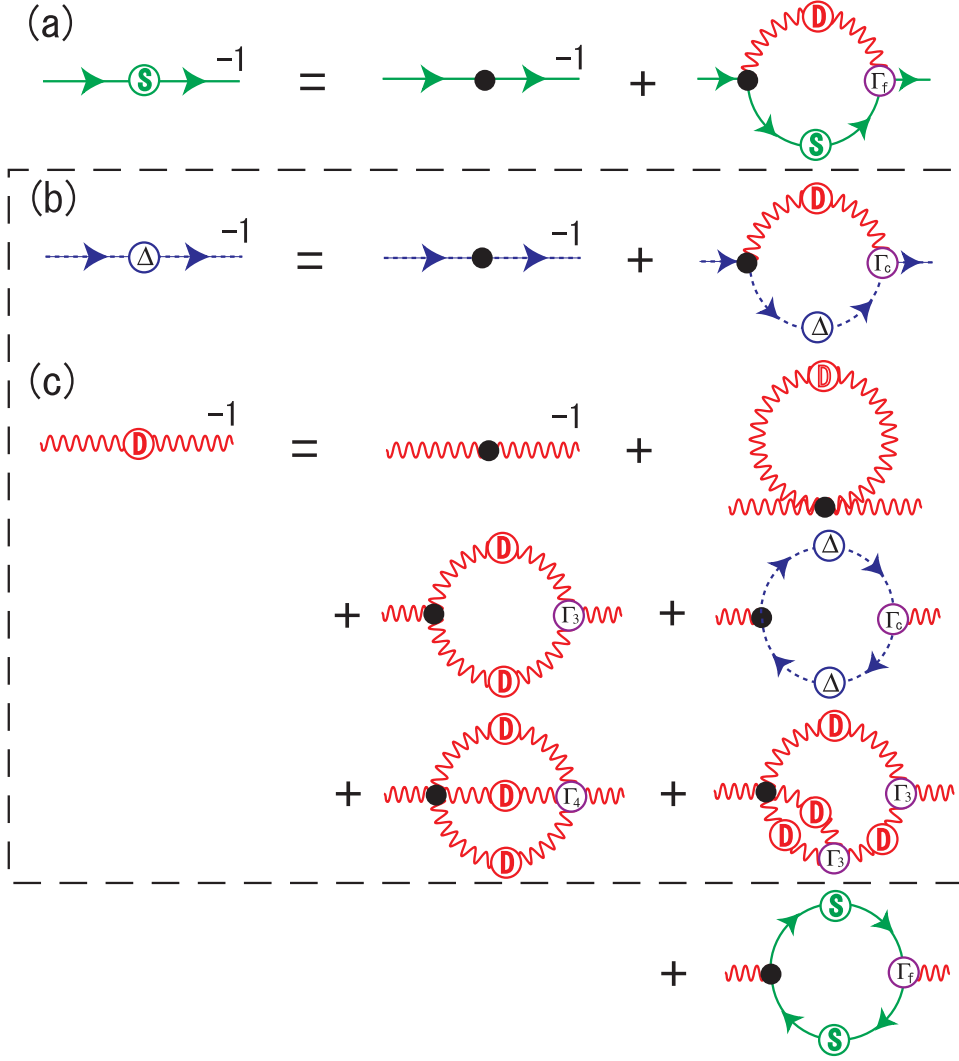 (a)
S -1 = -1 + D Γf S
(b)
Δ -1 = -1 + D Γc Δ
(c)
D -1 = -1 + D
+ D Γ3 D + Δ Γc Δ
+ D D Γ4 D + D D Γ3 D D Γ3
+ S Γf S